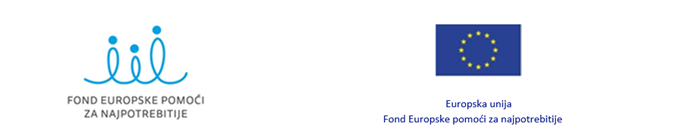 FOND EUROPSKE POMOĆI
ZA NAJPOTREBITIJE
Europska unija
Fond Europske pomoći za najpotrebitije